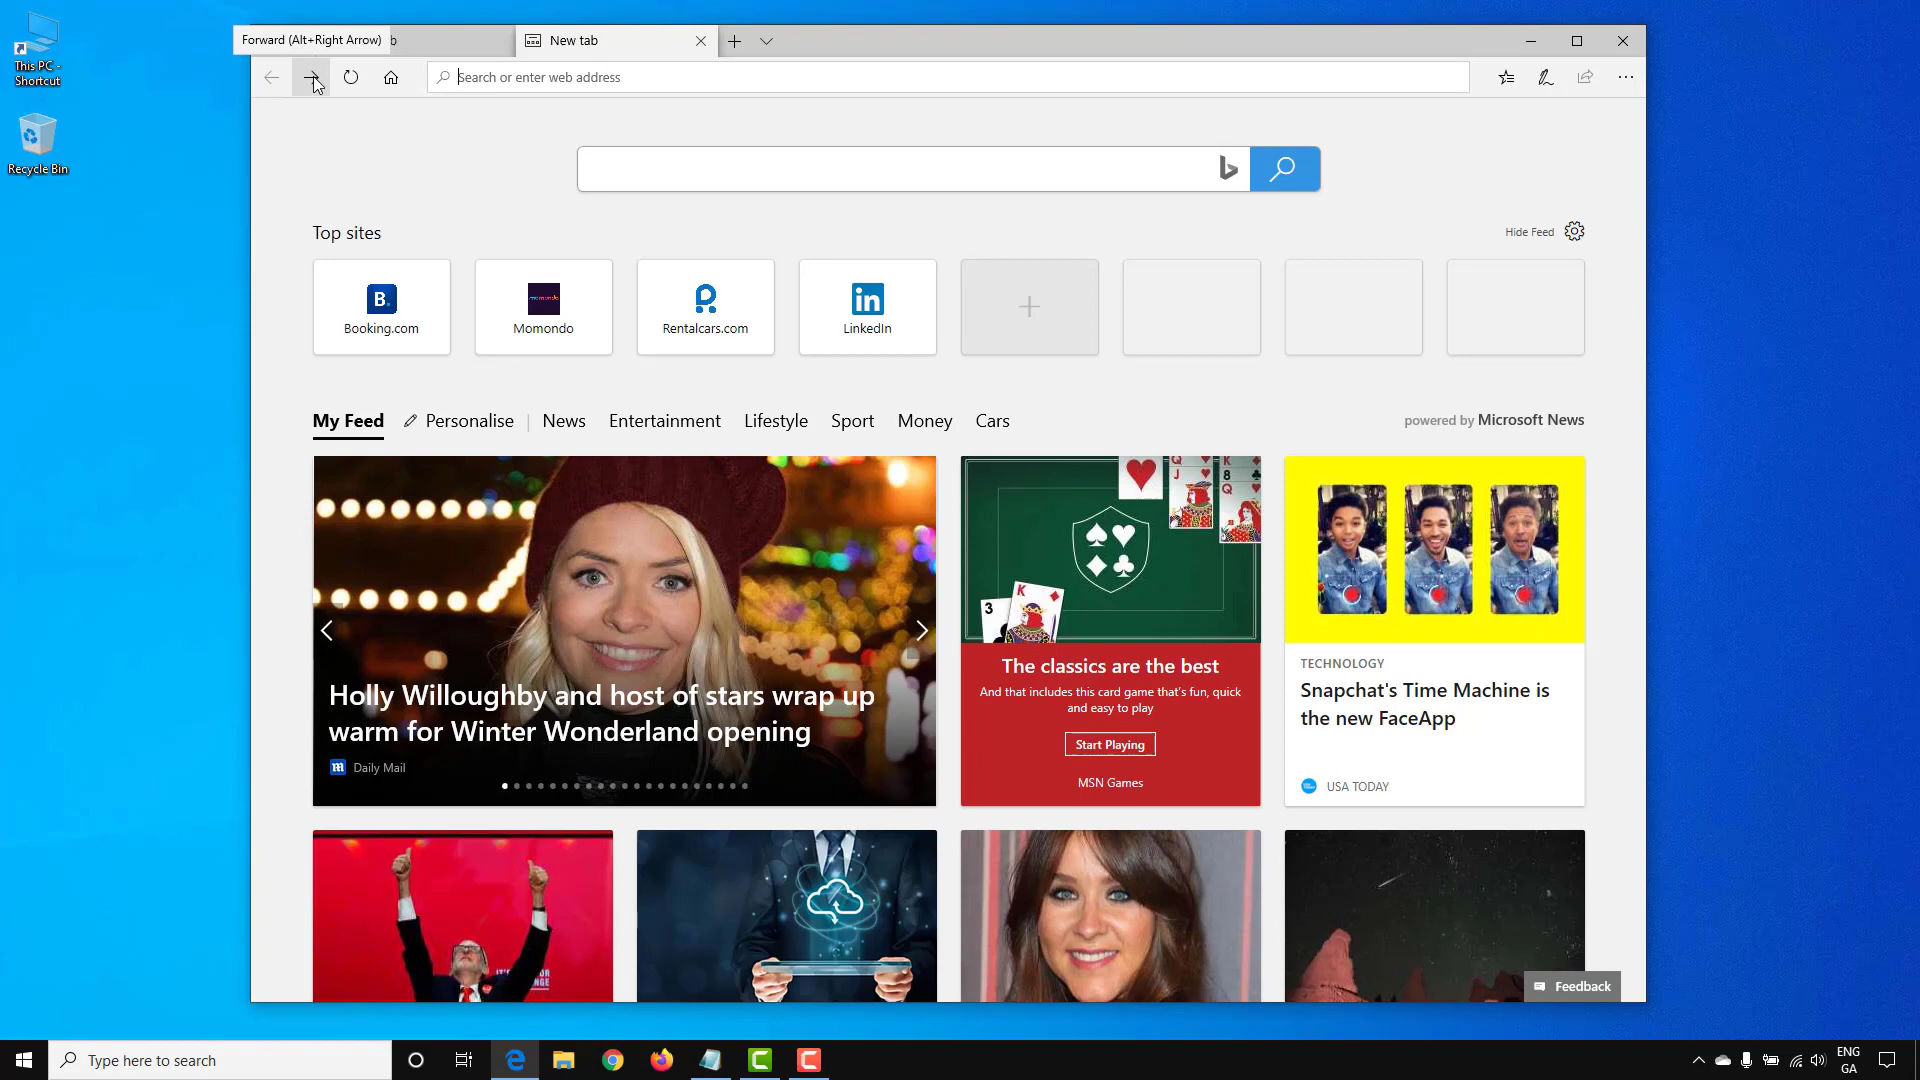 This PC -
Shortcut
Recycle Bin
Forward (Alt+Right Arrow)
b
New tab
Search or enter web address
Top sites
Hide Feed
B.
Booking.com
momondo
Momondo
Rentalcars.com
in
LinkedIn
My Feed
Personalise
News
Entertainment
Lifestyle
Sport
Money
Cars
powered by Microsoft News
Holly Willoughby and host of stars wrap up
warm for Winter Wonderland opening
Daily Mail
Q
J
K
8
Q
3
K
The classics are the best
And that includes this card game that's fun, quick
and easy to play
Start Playing
MSN Games
TECHNOLOGY
Snapchat's Time Machine is
the new FaceApp
USA TODAY
Feedback
Type here to search
ENG
GA